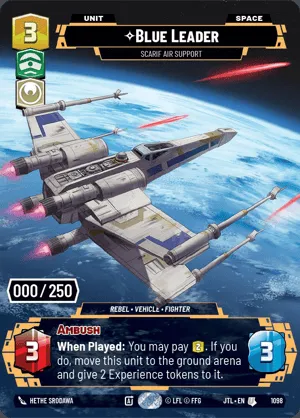 UNIT
SPACE
3
✧BLUE LEADER
SCARIF AIR SUPPORT
000/250
REBEL • VEHICLE • FIGHTER
3
AMBUSH
When Played: You may pay 2. If you
do, move this unit to the ground arena
and give 2 Experience tokens to it.
3
HETHE SRODAWA
© LFL © FFG
JTL • EN
1098